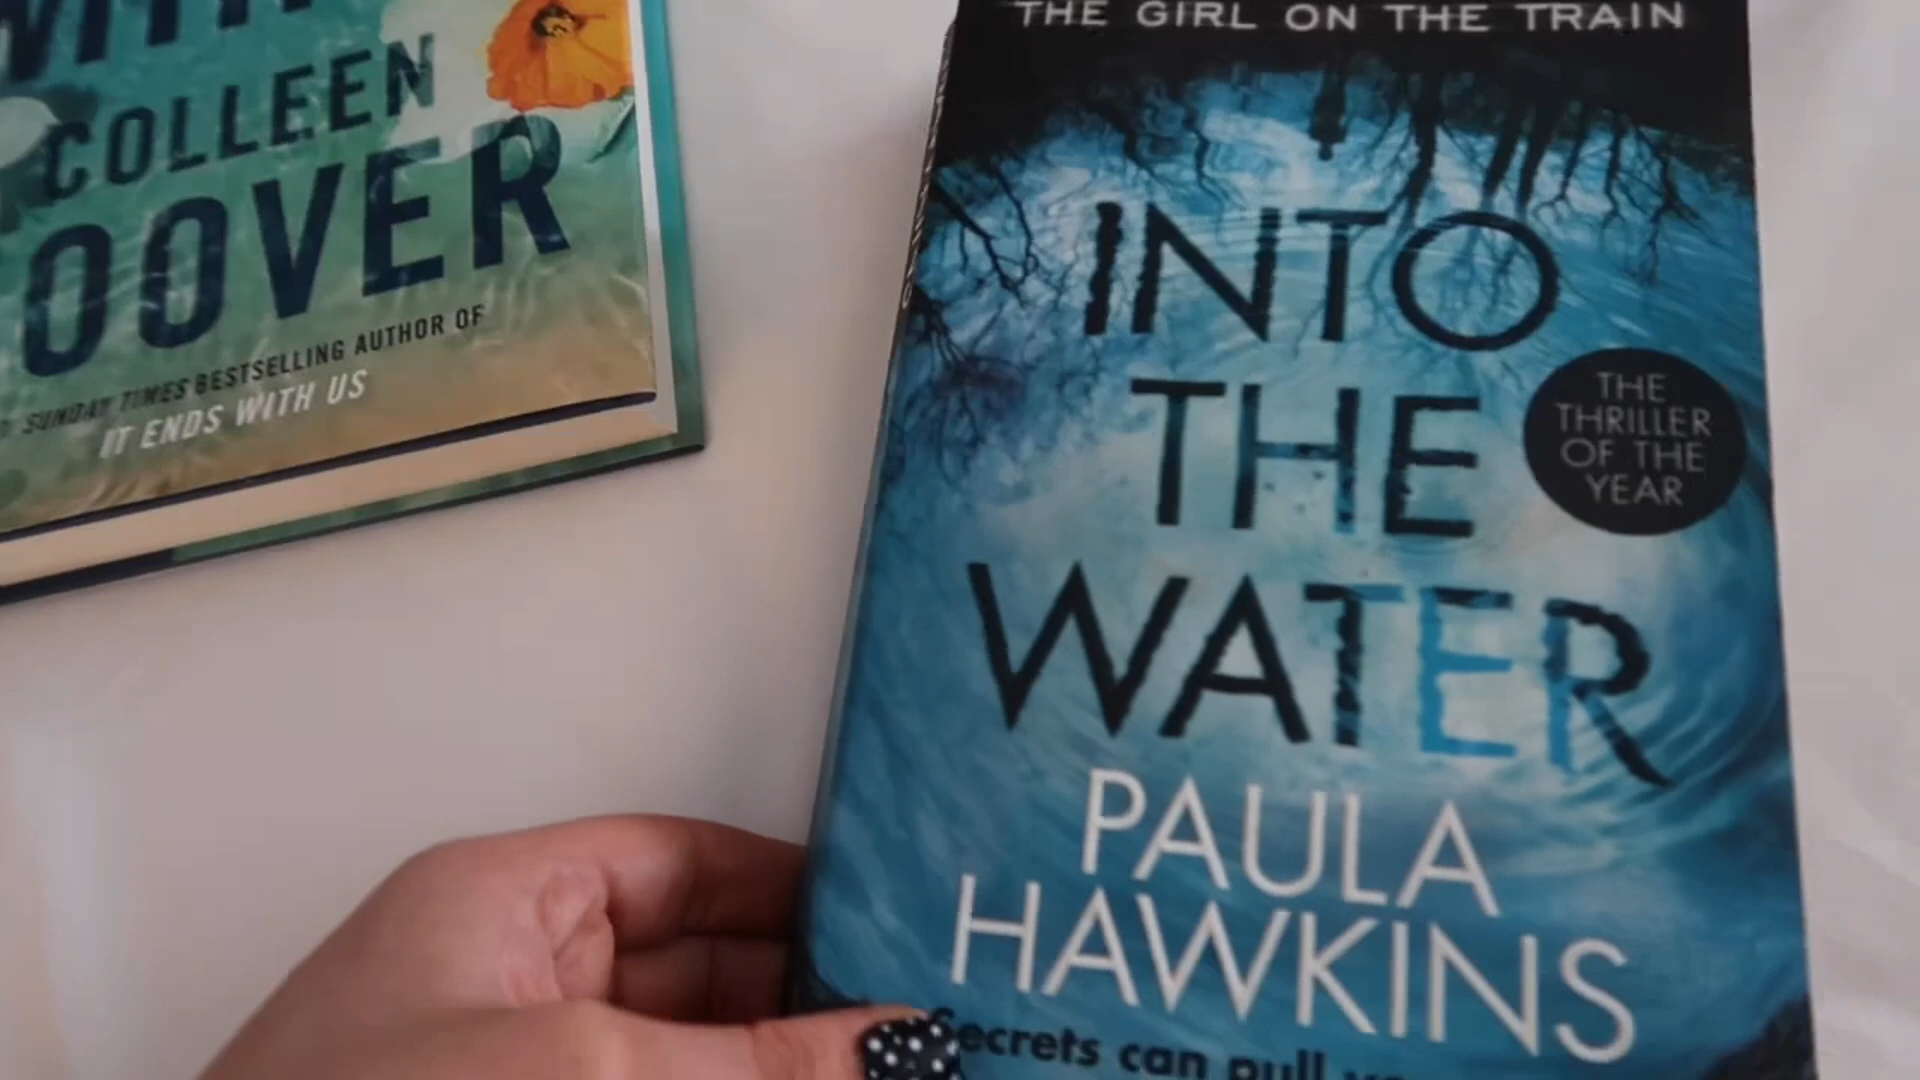 COLLEEN
OOVER
SUNDAY TIMES BESTSELLING AUTHOR OF
IT ENDS WITH US
THE GIRL ON THE TRAIN
INTO
THE
WATER
THE
THRILLER
OF THE
YEAR
PAULA
HAWKINS
Secrets can pull